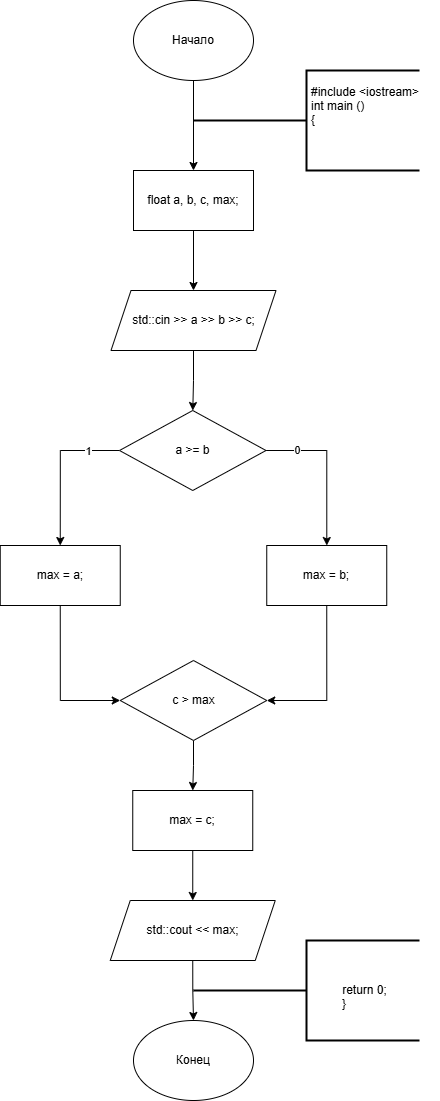 Начало
#include <iostream>
int main ()
{
float a, b, c, max;
std::cin >> a >> b >> c;
a >= b
1
0
max = a;
max = b;
c > max
max = c;
std::cout << max;
return 0;
}
Конец